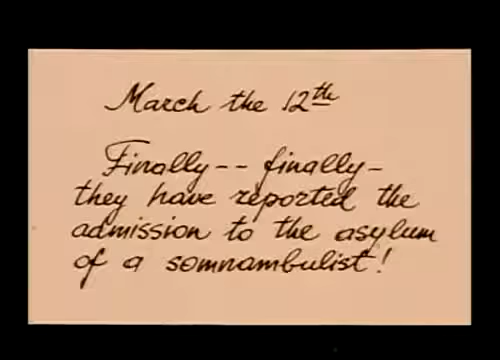 March the 12th
Finally-- finally-
they have reported the
admission to the asylum
of a somnambulist!